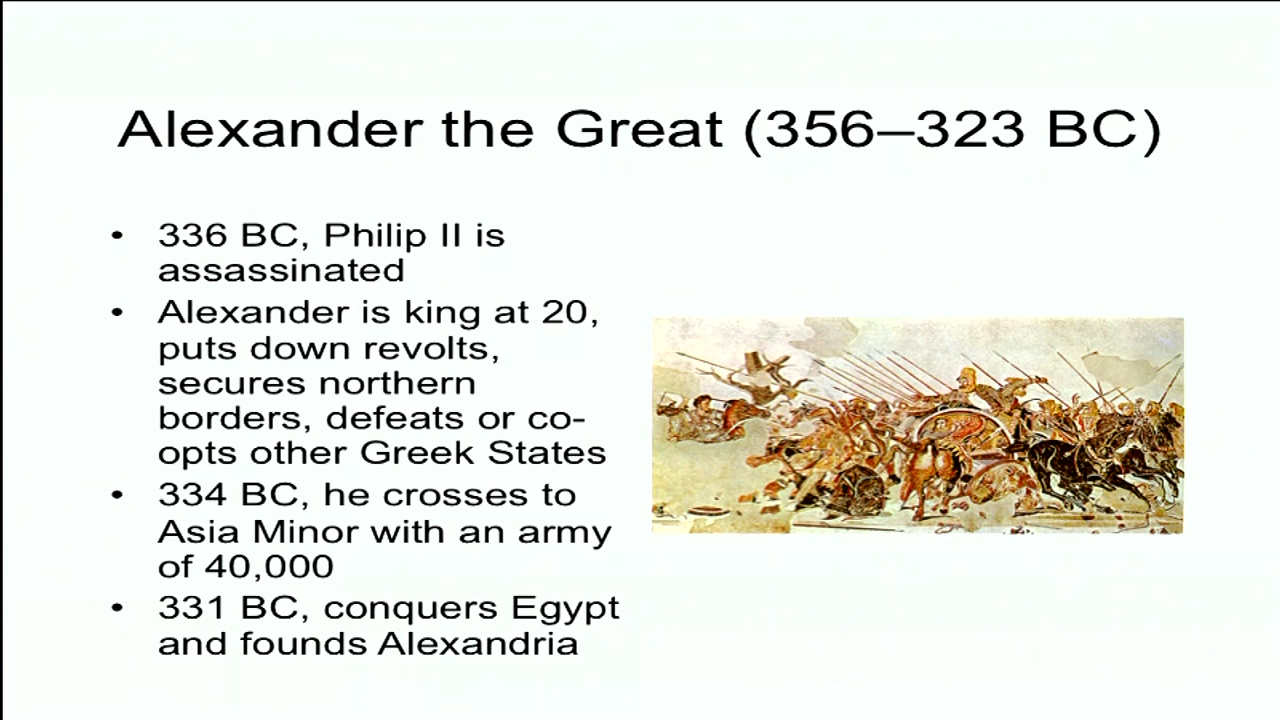 Alexander the Great (356–323 BC)
• 336 BC, Philip II is
assassinated
• Alexander is king at 20,
puts down revolts,
secures northern
borders, defeats or co-
opts other Greek States
• 334 BC, he crosses to
Asia Minor with an army
of 40,000
• 331 BC, conquers Egypt
and founds Alexandria